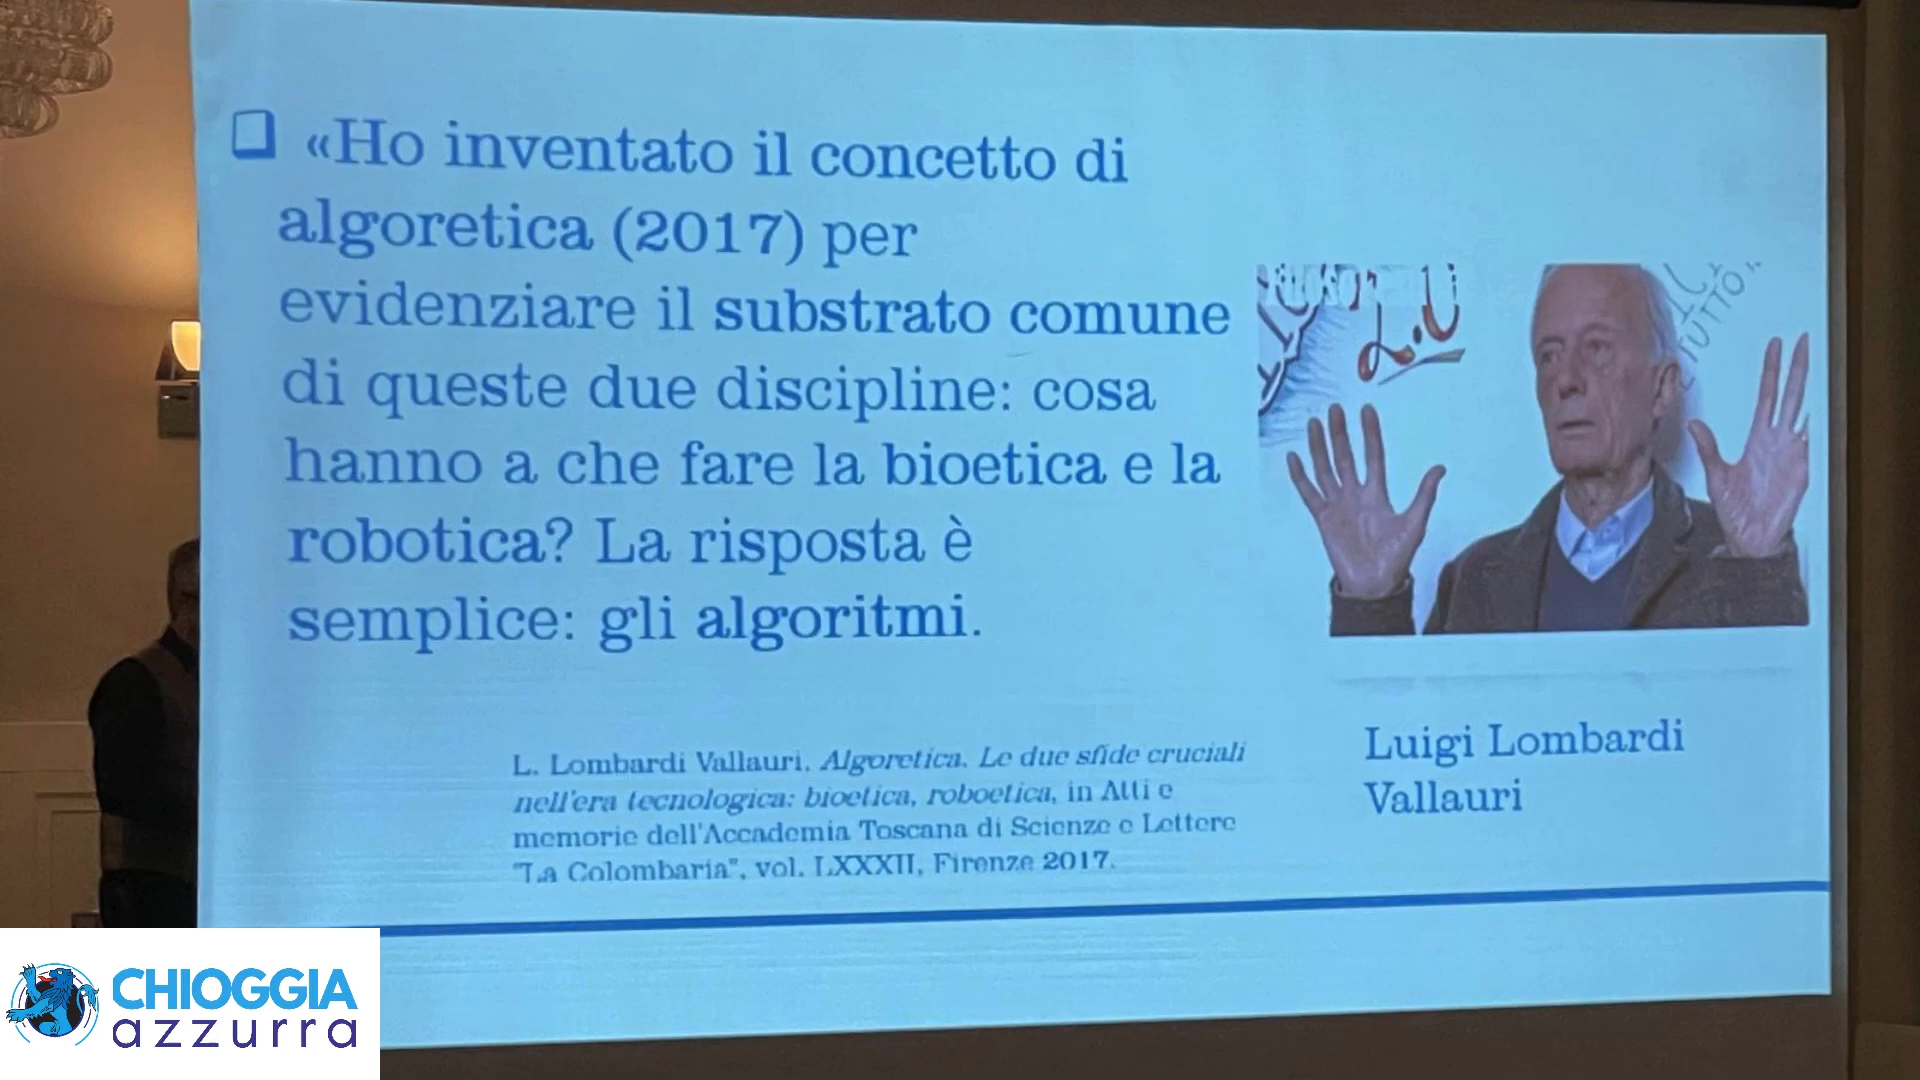 «Ho inventato il concetto di
algoretica (2017) per
evidenziare il substrato comune
di queste due discipline: cosa
hanno a che fare la bioetica e la
robotica? La risposta è
semplice: gli algoritmi.
L.U
TUTTO"
Luigi Lombardi
Vallauri
L. Lombardi Vallauri, Algoretica. Le due sfide cruciali
nell'era tecnologica: bioetica, roboetica, in Atti e
memorie dell'Accademia Toscana di Scienze e Lettere
"La Colombaria", vol. LXXXII, Firenze 2017.
CHIOGGIA
azzurra